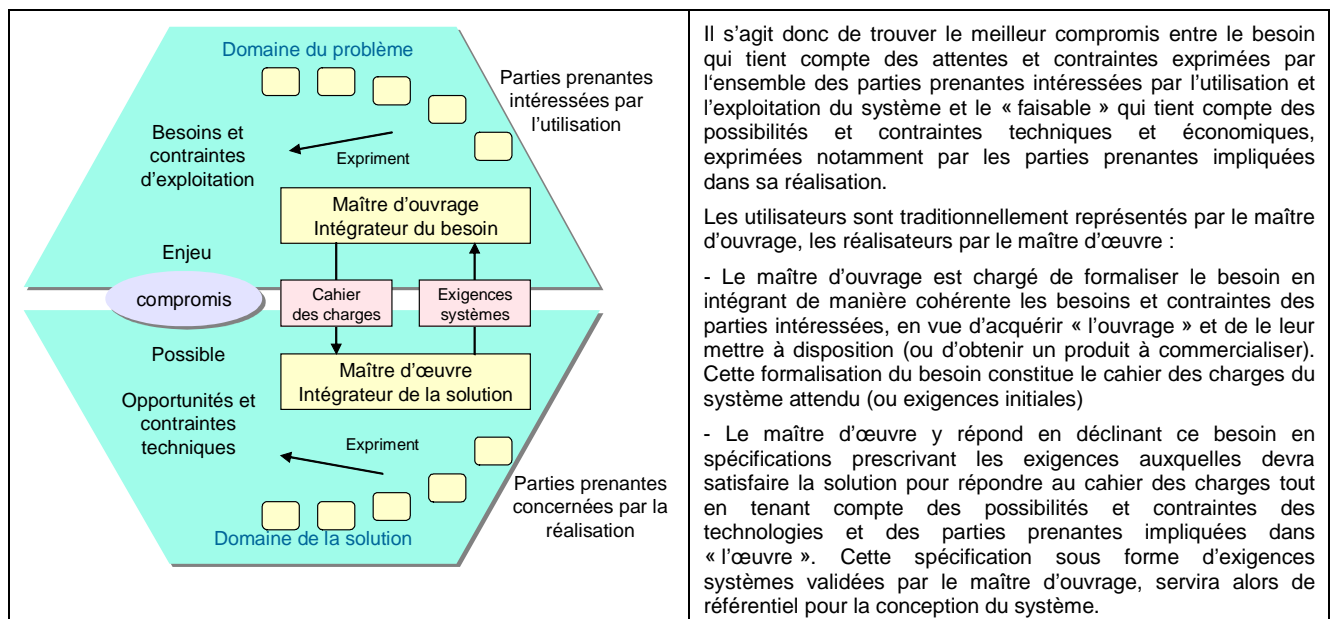 Domaine du problème
Parties prenantes
intéressées par
l'utilisation
Besoins et
contraintes
d'exploitation
Expriment
Maître d'ouvrage
Intégrateur du besoin
Enjeu
compromis
Cahier
des charges
Exigences
systèmes
Possible
Maître d'œuvre
Intégrateur de la solution
Opportunités et
contraintes
techniques
Expriment
Parties prenantes
concernées par la
réalisation
Domaine de la solution
Il s'agit donc de trouver le meilleur compromis entre le besoin
qui tient compte des attentes et contraintes exprimées par
l'ensemble des parties prenantes intéressées par l'utilisation et
l'exploitation du système et le « faisable » qui tient compte des
possibilités et contraintes techniques et économiques,
exprimées notamment par les parties prenantes impliquées
dans sa réalisation.
Les utilisateurs sont traditionnellement représentés par le maître
d'ouvrage, les réalisateurs par le maître d'œuvre :
- Le maître d'ouvrage est chargé de formaliser le besoin en
intégrant de manière cohérente les besoins et contraintes des
parties intéressées, en vue d'acquérir « l'ouvrage » et de le leur
mettre à disposition (ou d'obtenir un produit à commercialiser).
Cette formalisation du besoin constitue le cahier des charges du
système attendu (ou exigences initiales)
- Le maître d'œuvre y répond en déclinant ce besoin en
spécifications prescrivant les exigences auxquelles devra
satisfaire la solution pour répondre au cahier des charges tout
en tenant compte des possibilités et contraintes des
technologies et des parties prenantes impliquées dans
« l'œuvre ». Cette spécification sous forme d'exigences
systèmes validées par le maître d'ouvrage, servira alors de
référentiel pour la conception du système.